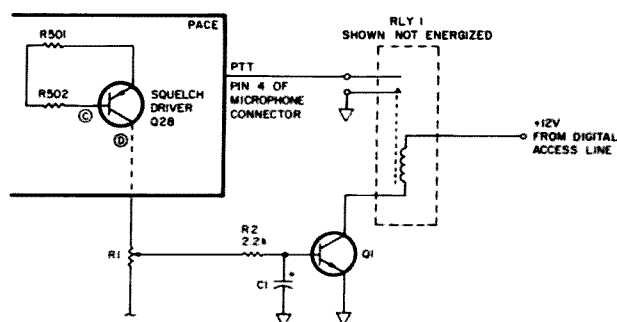 PACE
R501
R502
SQUELCH
DRIVER
Q28
C
D
PTT
PIN 4 OF
MICROPHONE
CONNECTOR
RLY 1
SHOWN NOT ENERGIZED
+12V
FROM DIGITAL
ACCESS LINE
R1
R2
2.2k
C1
+
Q1